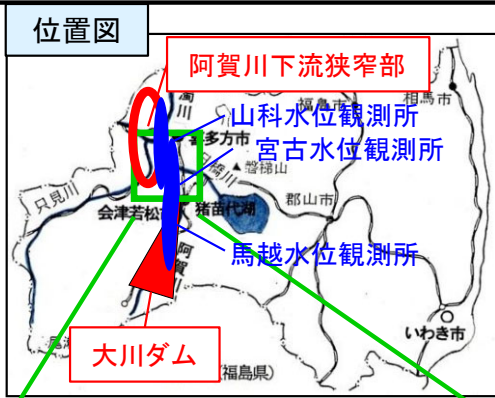 位置図
阿賀川下流狭窄部
相馬市
福島市
山科水位観測所
喜多方市
宮古水位観測所
日橋川
磐梯山
只見川
郡山市
会津若松市
猪苗代湖
阿賀川
馬越水位観測所
いわき市
大川ダム
(福島県)